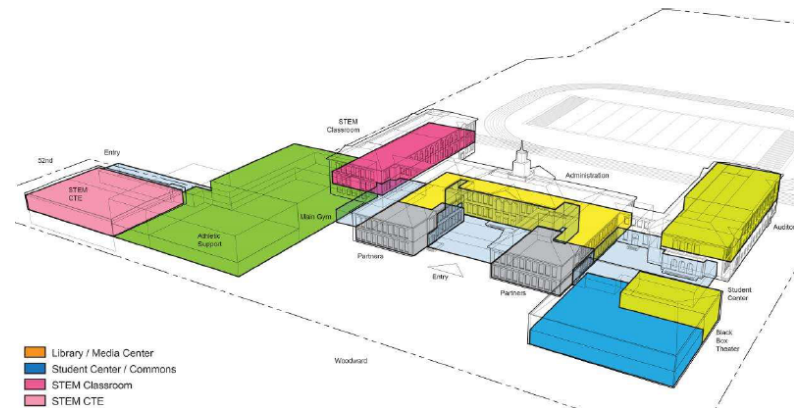 STEM
Classroom
Entry
52nd
STEM
CTE
Administration
Main Gym
Athletic
Support
Auditor
Partners
Entry
Partners
Student
Center
Black
Box
Theater
Woodward
Library / Media Center
Student Center / Commons
STEM Classroom
STEM CTE